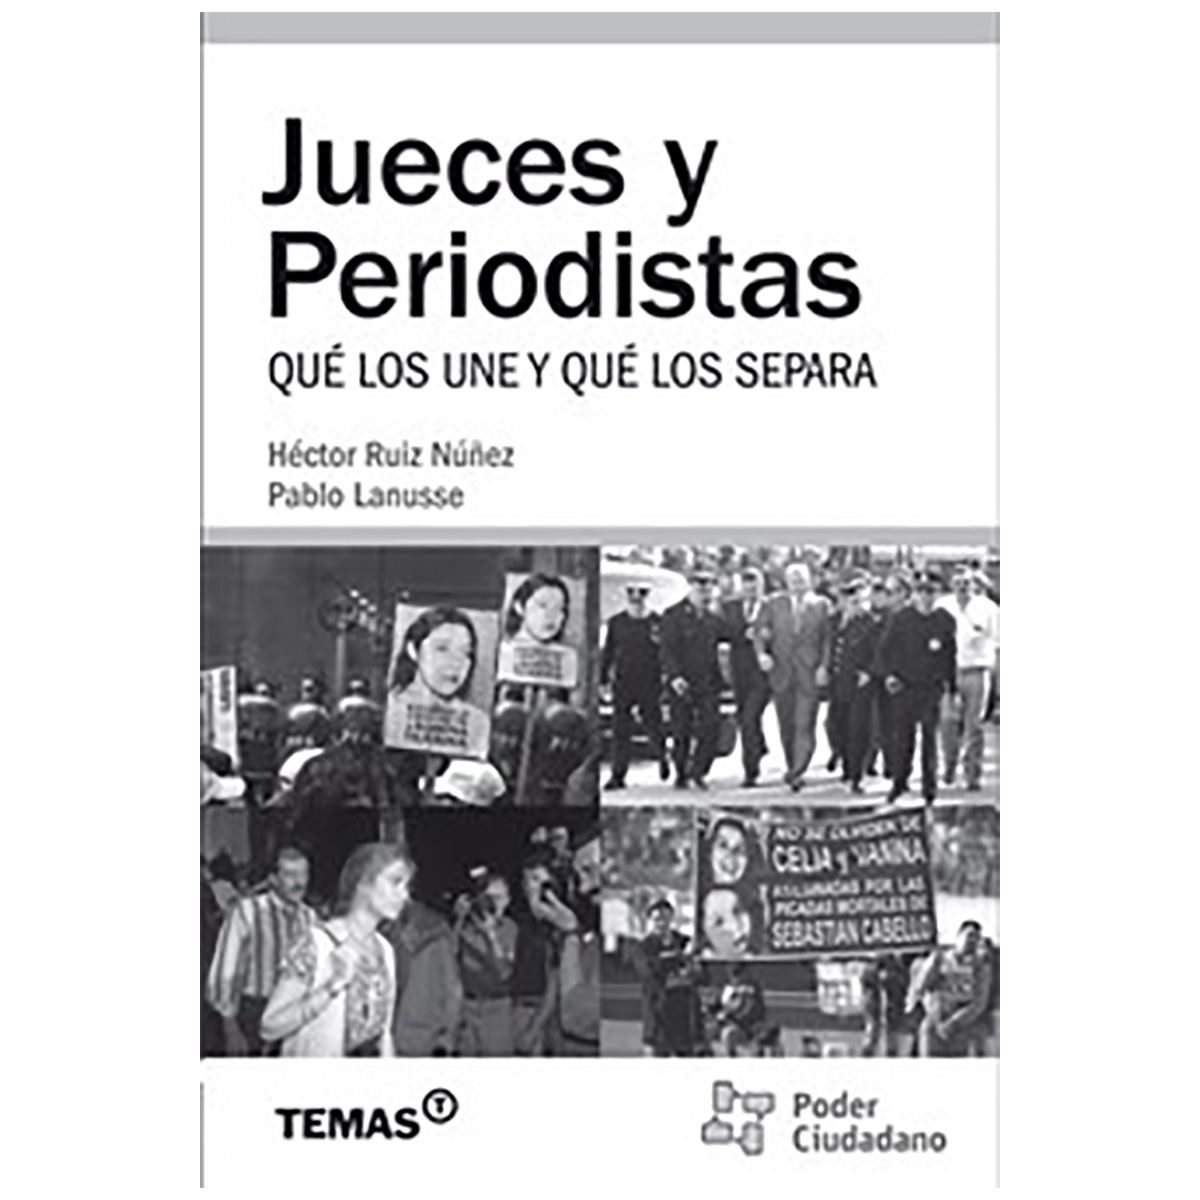 Jueces y
Periodistas
QUÉ LOS UNE Y QUÉ LOS SEPARA
Héctor Ruiz Núñez
Pablo Lanusse
NO SE OLVIDEN DE
CELIA y VANINA
ASESINADAS POR LAS
PICADAS MORTALES DE
SEBASTIAN CABELLO
TEMAS T
Poder
Ciudadano